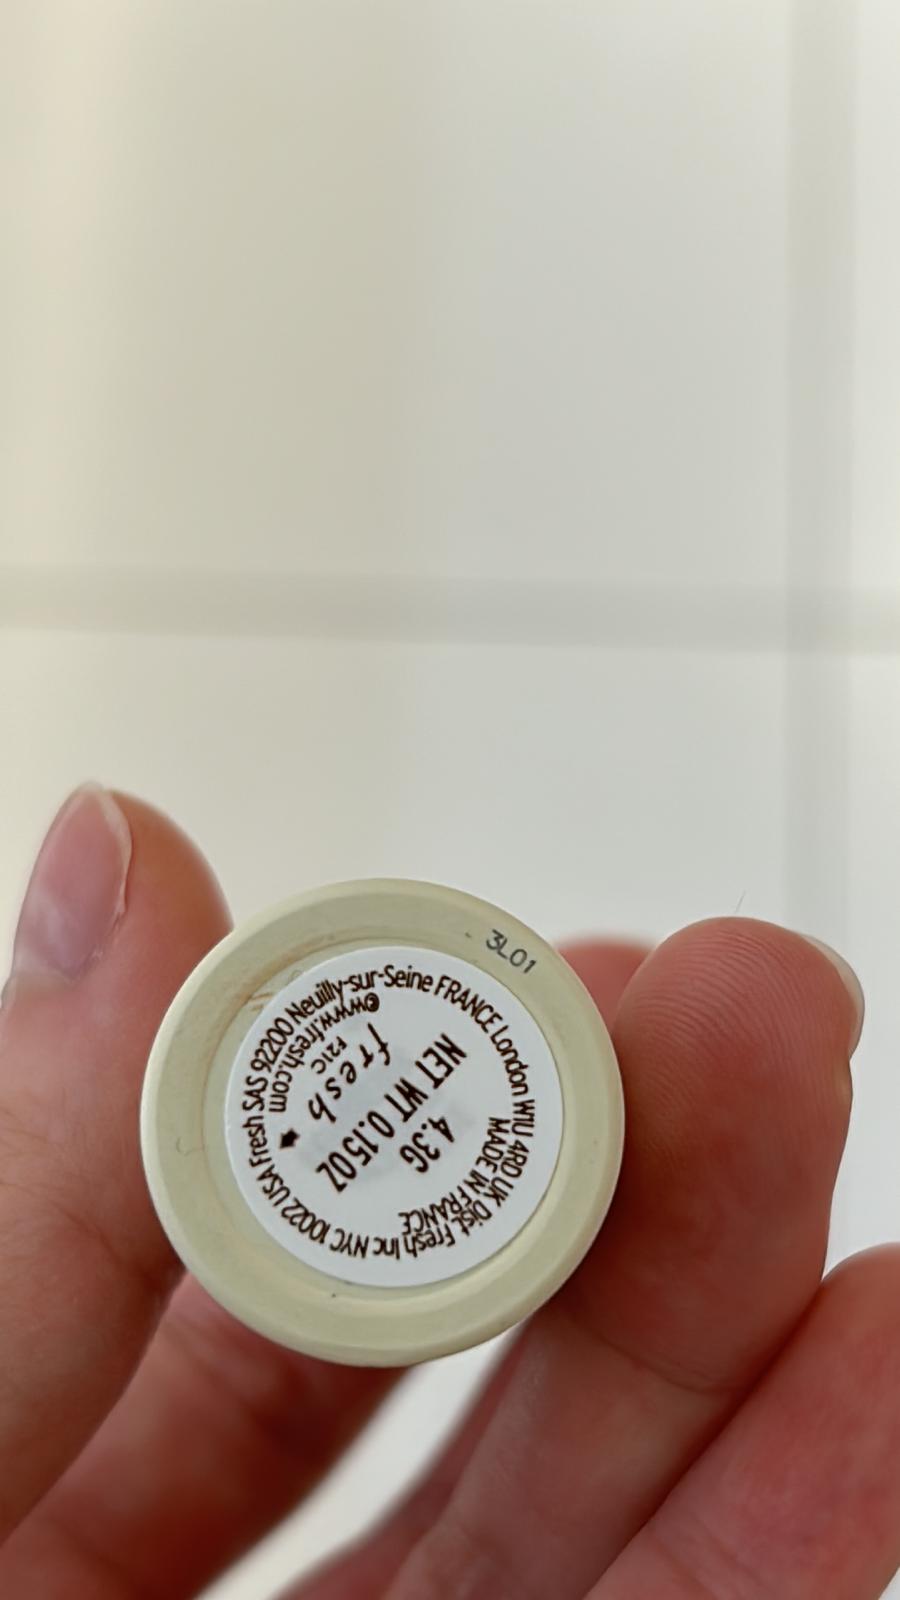 3L01
Fresh SAS 92200 Neuilly-sur-Seine FRANCE London W1U 4RD UK Dist Fresh Inc NYC 10022 USA
©www.fresh.com
F21C
fresh
NET WT 0.15OZ
4.3G
MADE IN FRANCE